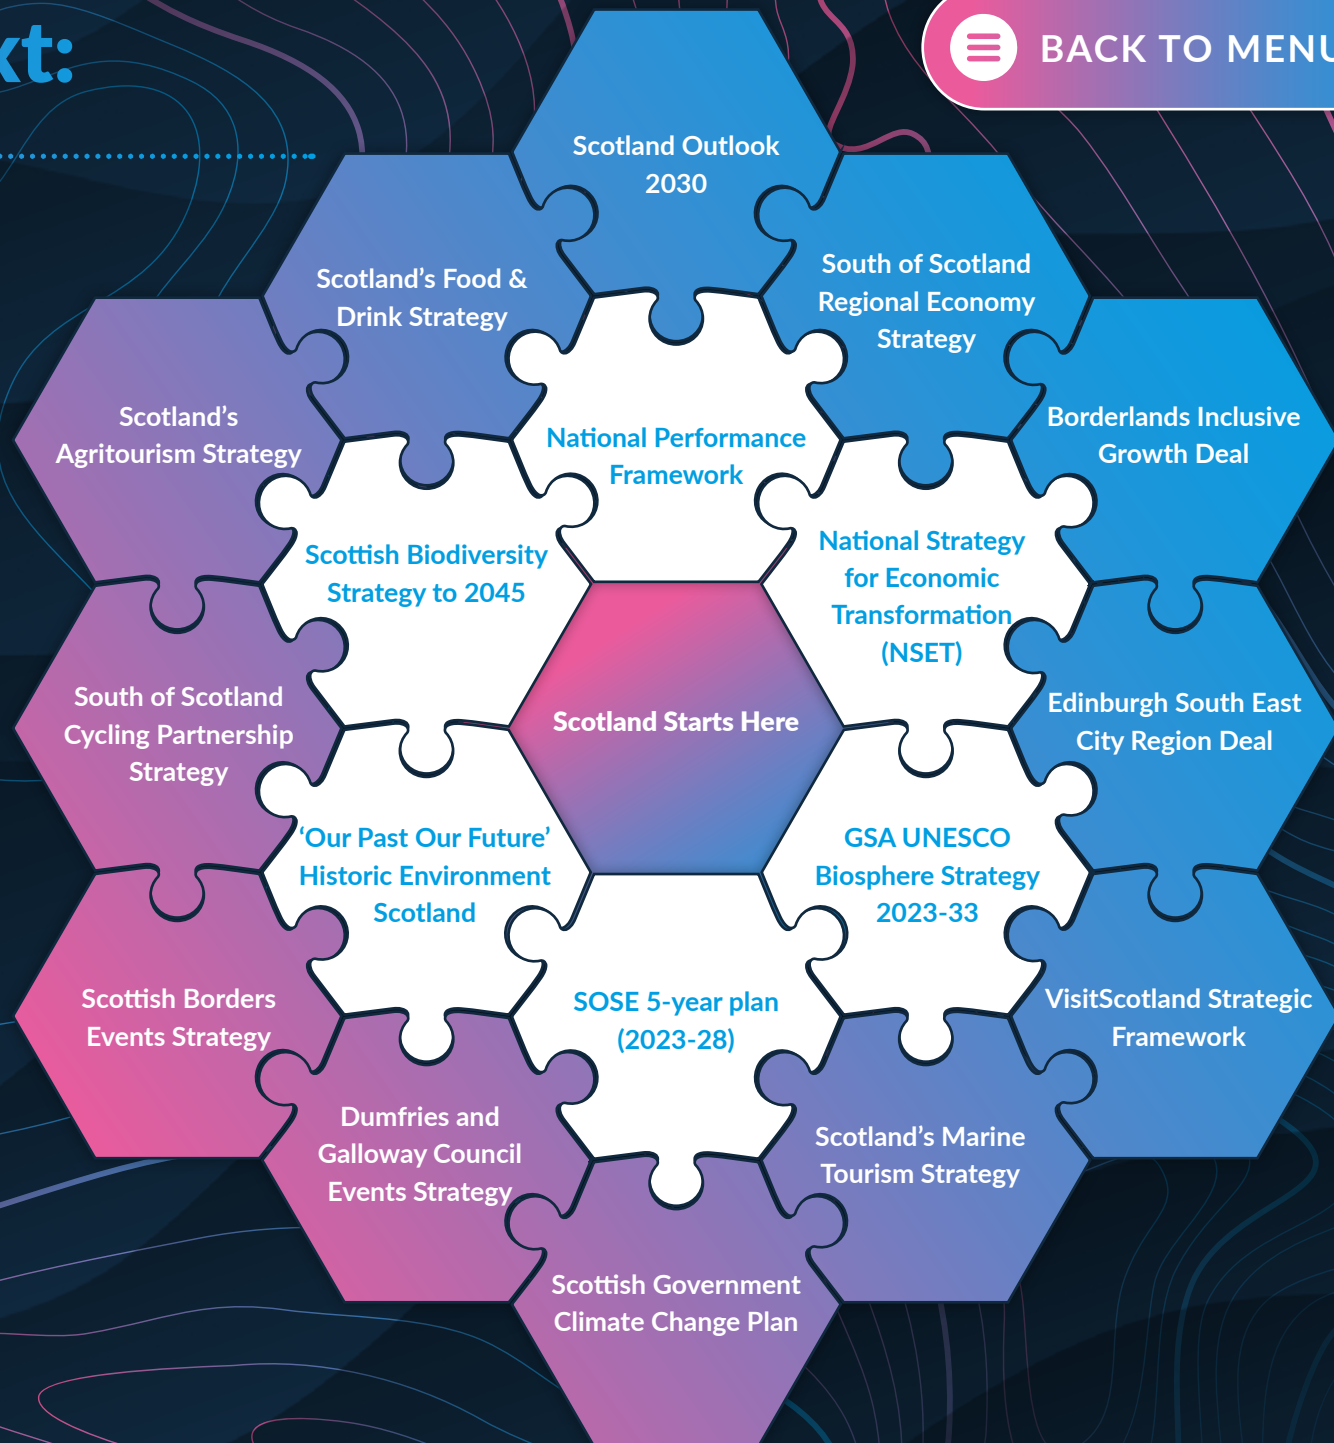 xt:
BACK TO MENU
Scotland Outlook
2030
Scotland's Food &
Drink Strategy
South of Scotland
Regional Economy
Strategy
Scotland's
Agritourism Strategy
National Performance
Framework
Borderlands Inclusive
Growth Deal
Scottish Biodiversity
Strategy to 2045
National Strategy
for Economic
Transformation
(NSET)
South of Scotland
Cycling Partnership
Strategy
Scotland Starts Here
Edinburgh South East
City Region Deal
‘Our Past Our Future’
Historic Environment
Scotland
GSA UNESCO
Biosphere Strategy
2023-33
Scottish Borders
Events Strategy
SOSE 5-year plan
(2023-28)
VisitScotland Strategic
Framework
Dumfries and
Galloway Council
Events Strategy
Scotland's Marine
Tourism Strategy
Scottish Government
Climate Change Plan